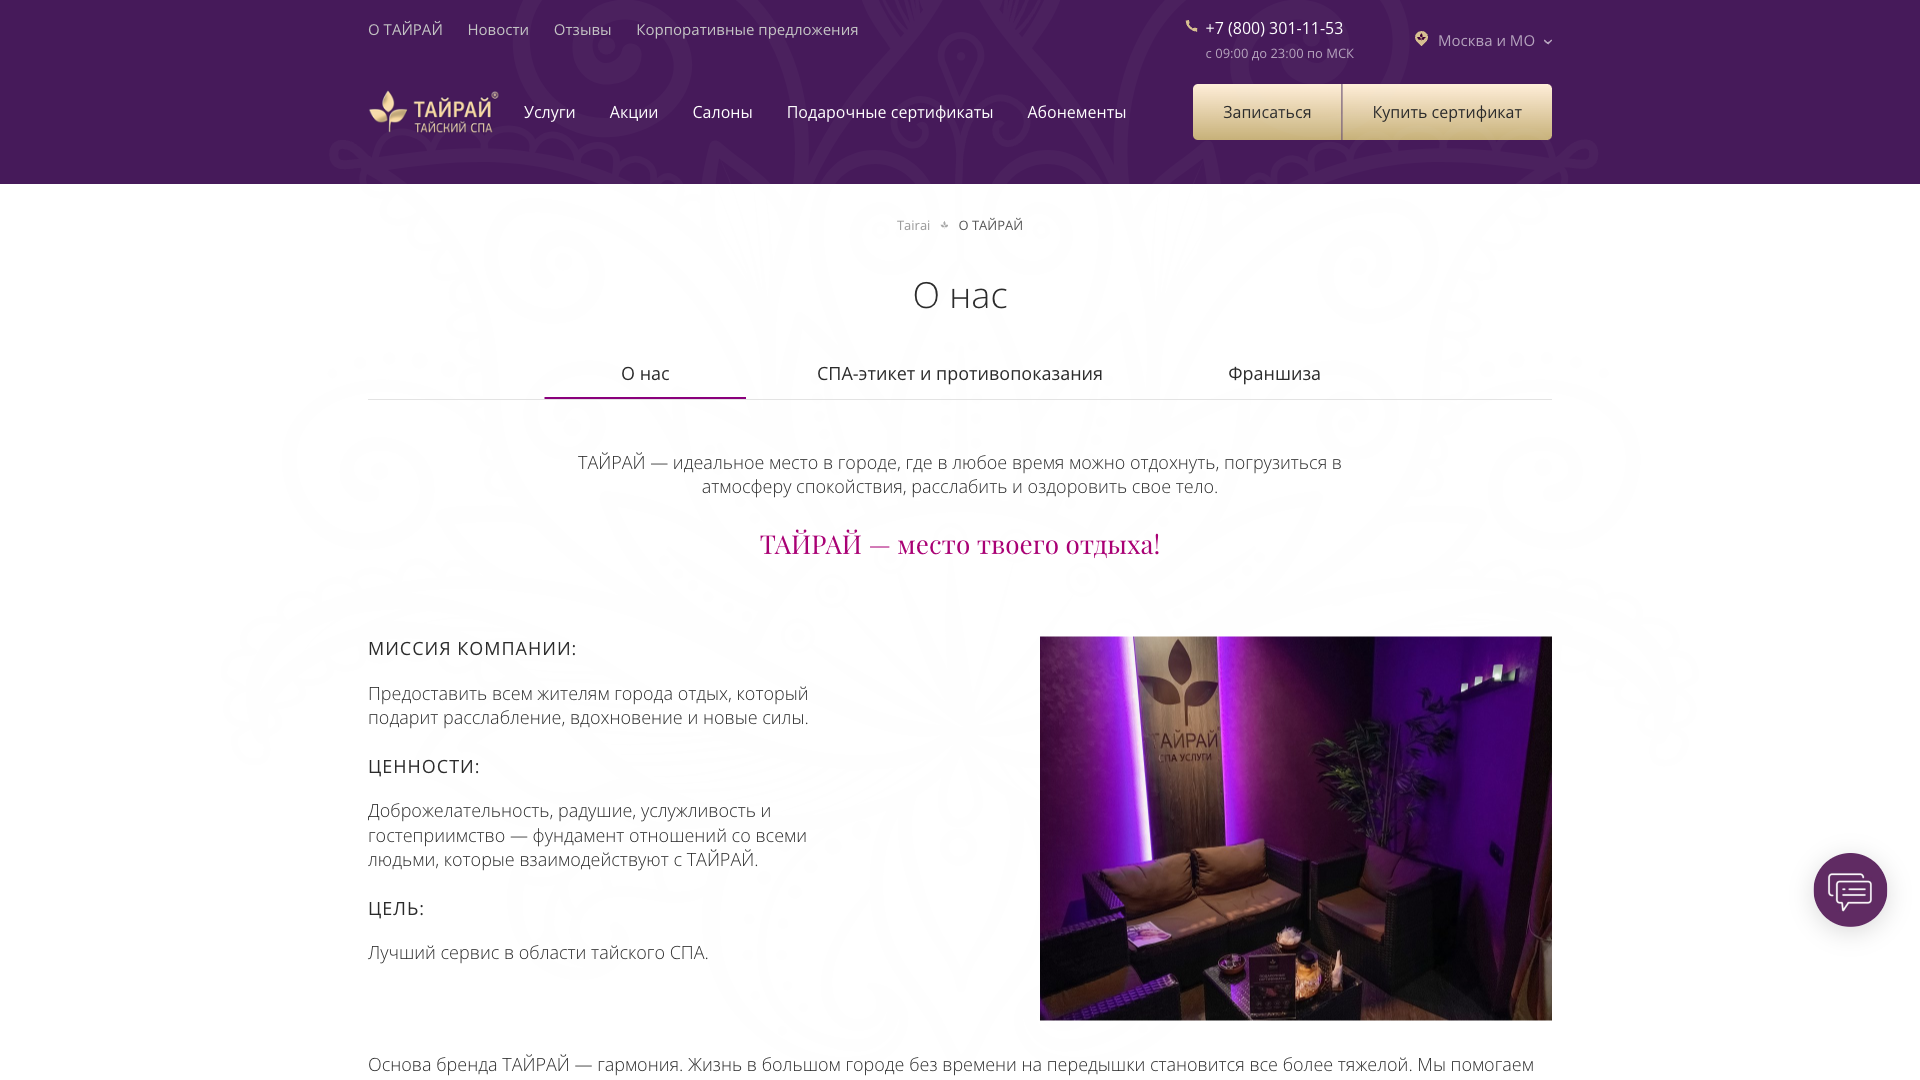 О ТАЙРАЙ Новости Отзывы Корпоративные предложения
+7 (800) 301-11-53
с 09:00 до 23:00 по МСК
Москва и МО
ТАЙРАЙ®
ТАЙСКИЙ СПА
Услуги Акции Салоны Подарочные сертификаты Абонементы
Записаться Купить сертификат
Tairai О ТАЙРАЙ
О нас
О нас СПА-этикет и противопоказания Франшиза
ТАЙРАЙ — идеальное место в городе, где в любое время можно отдохнуть, погрузиться в
атмосферу спокойствия, расслабить и оздоровить свое тело.
ТАЙРАЙ — место твоего отдыха!
МИССИЯ КОМПАНИИ:
Предоставить всем жителям города отдых, который
подарит расслабление, вдохновение и новые силы.
ЦЕННОСТИ:
Доброжелательность, радушие, услужливость и
гостеприимство — фундамент отношений со всеми
людьми, которые взаимодействуют с ТАЙРАЙ.
ЦЕЛЬ:
Лучший сервис в области тайского СПА.
ТАЙРАЙ
СПА УСЛУГИ
Основа бренда ТАЙРАЙ — гармония. Жизнь в большом городе без времени на передышки становится все более тяжелой. Мы помогаем